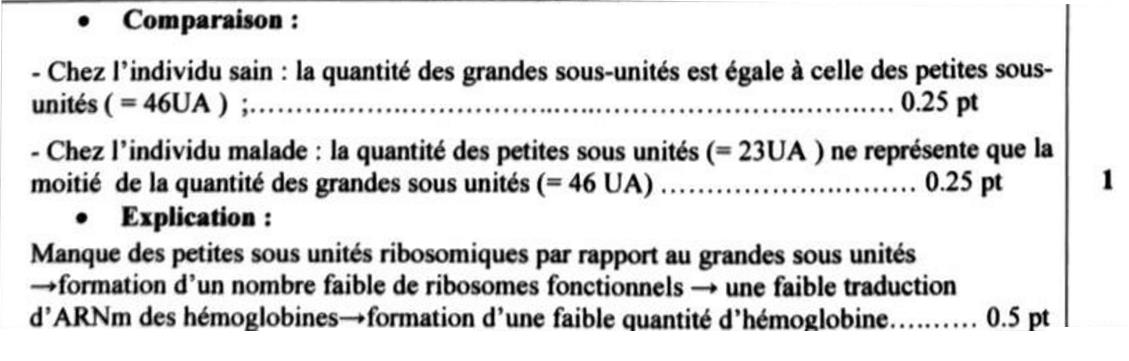 • Comparaison :
- Chez l'individu sain : la quantité des grandes sous-unités est égale à celle des petites sous-
unités ( = 46UA ) ;.......................................................................... 0.25 pt
- Chez l'individu malade : la quantité des petites sous unités (= 23UA ) ne représente que la
moitié de la quantité des grandes sous unités (= 46 UA) ............................ 0.25 pt
1
• Explication :
Manque des petites sous unités ribosomiques par rapport au grandes sous unités
→formation d'un nombre faible de ribosomes fonctionnels → une faible traduction
d'ARNm des hémoglobines→formation d'une faible quantité d'hémoglobine.......... 0.5 pt